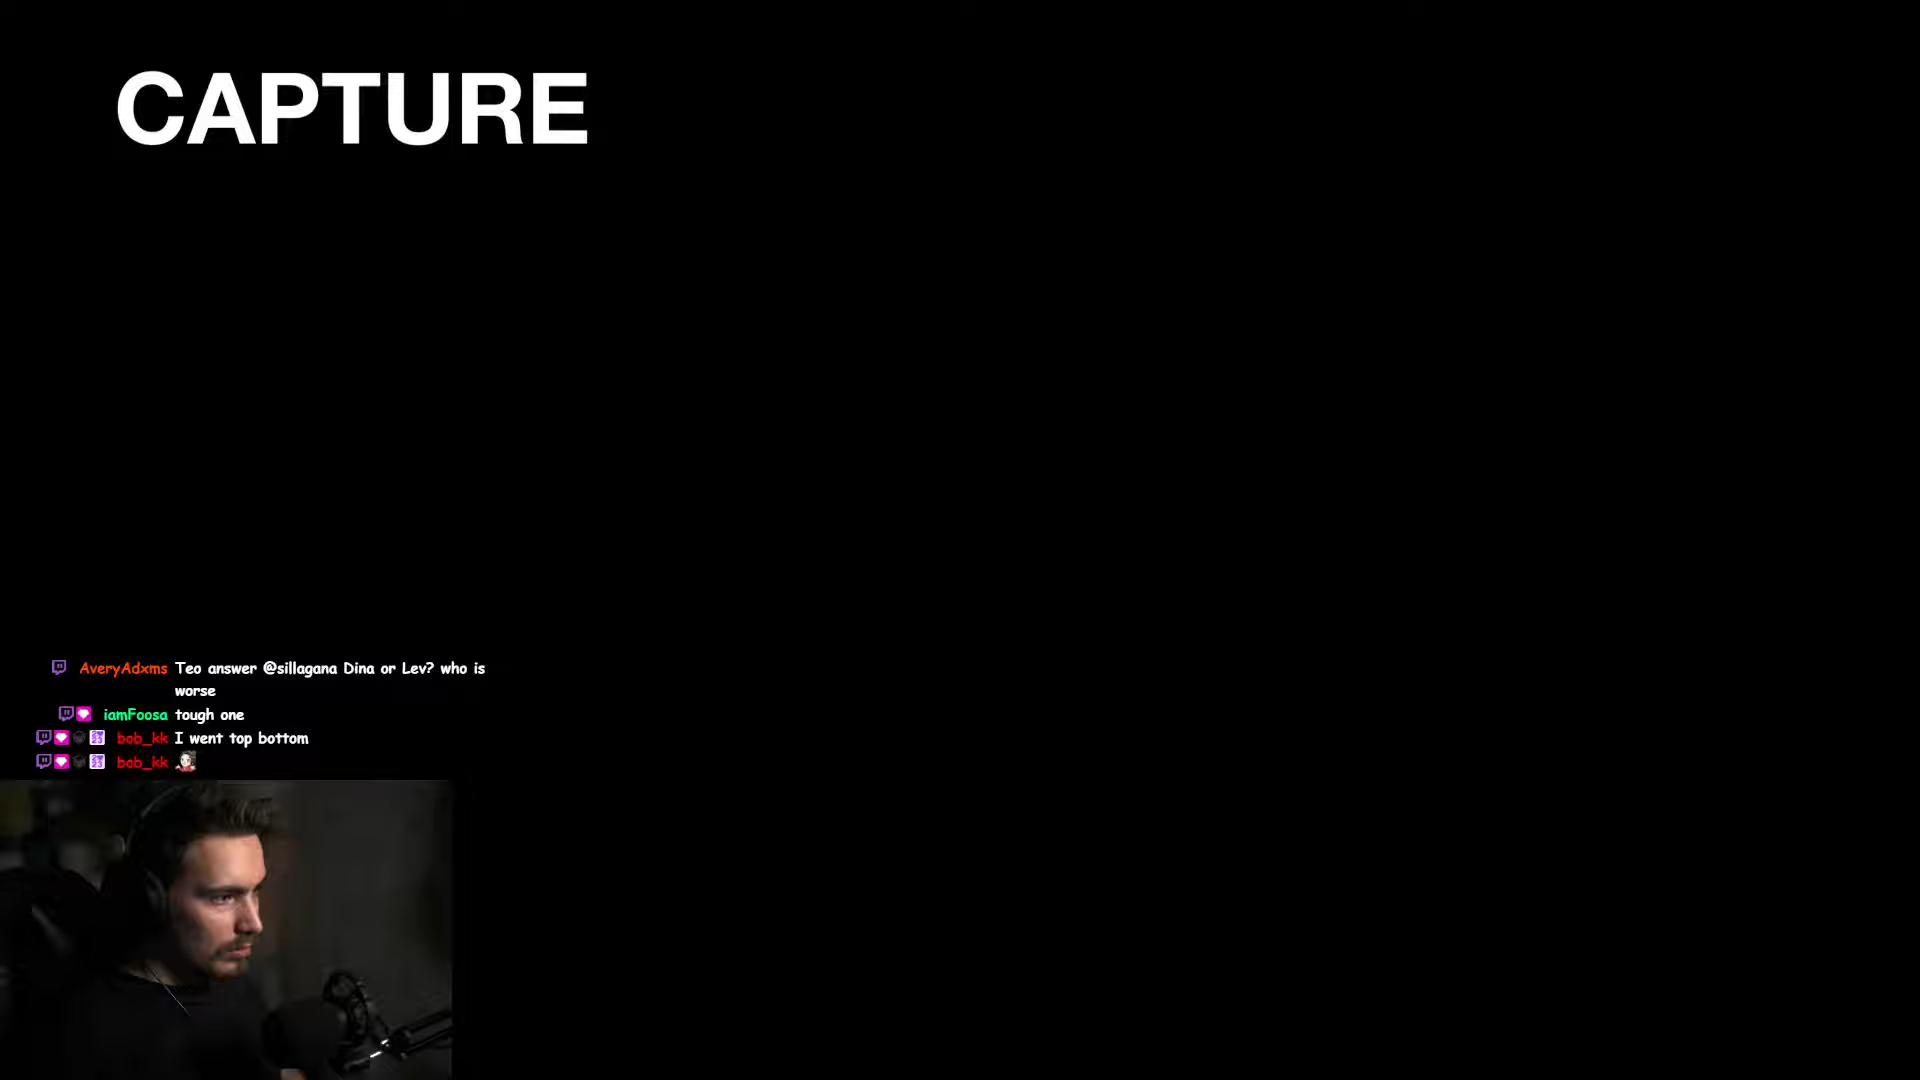 CAPTURE
AveryAdxms Teo answer @sillagana Dina or Lev? who is
worse
iamFoosa tough one
bob_kk I went top bottom
bob_kk